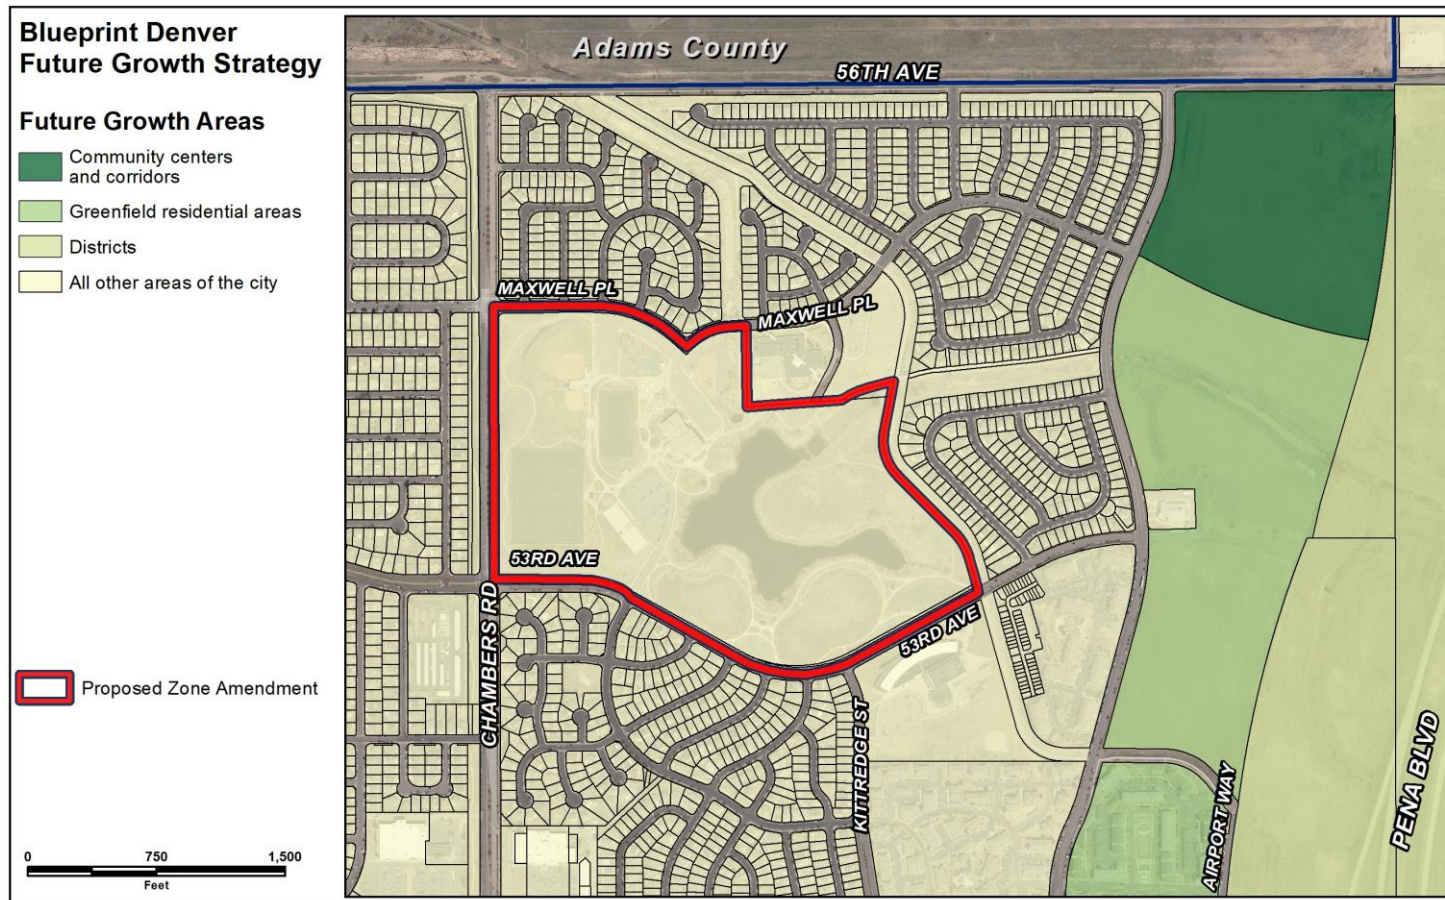 Blueprint Denver
Future Growth Strategy
Future Growth Areas
Community centers
and corridors
Greenfield residential areas
Districts
All other areas of the city
Proposed Zone Amendment
0 750 1,500
Feet
Adams County
56TH AVE
MAXWELL PL
MAXWELL PL
53RD AVE
53RD AVE
CHAMBERS RD
KITTREDGE ST
AIRPORT WAY
PENA BLVD